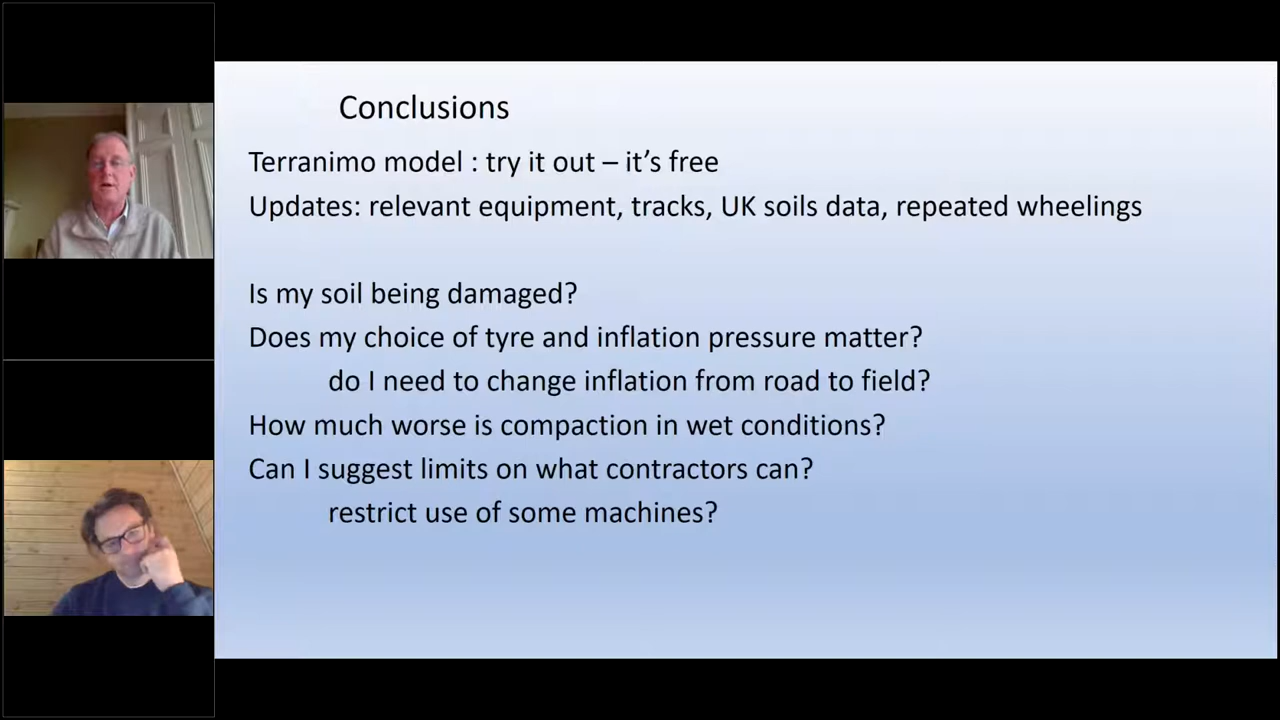 Conclusions
Terranimo model : try it out – it’s free
Updates: relevant equipment, tracks, UK soils data, repeated wheelings
Is my soil being damaged?
Does my choice of tyre and inflation pressure matter?
do I need to change inflation from road to field?
How much worse is compaction in wet conditions?
Can I suggest limits on what contractors can?
restrict use of some machines?